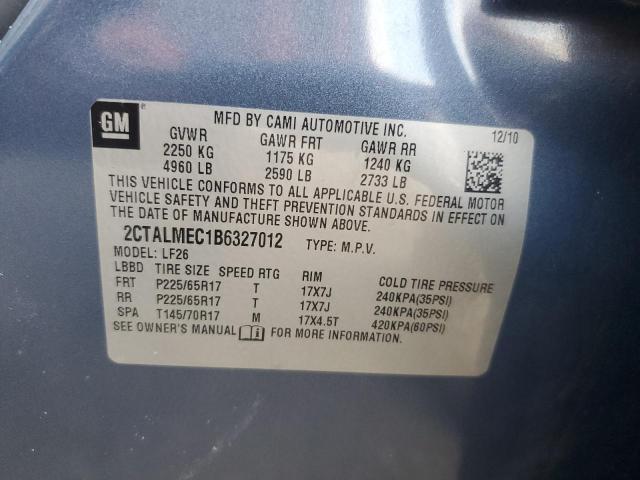 GM ®
MFD BY CAMI AUTOMOTIVE INC. 12/10
GVWR GAWR FRT GAWR RR
2250 KG 1175 KG 1240 KG
4960 LB 2590 LB 2733 LB
THIS VEHICLE CONFORMS TO ALL APPLICABLE U.S. FEDERAL MOTOR
VEHICLE SAFETY AND THEFT PREVENTION STANDARDS IN EFFECT ON
THE DATE OF MANUFACTURE SHOWN ABOVE.
2CTALMEC1B6327012 TYPE: M.P.V.
MODEL: LF26
LBBD TIRE SIZE SPEED RTG RIM COLD TIRE PRESSURE
FRT P225/65R17 T 17X7J 240KPA(35PSI)
RR P225/65R17 T 17X7J 240KPA(35PSI)
SPA T145/70R17 M 17X4.5T 420KPA(60PSI)
SEE OWNER'S MANUAL FOR MORE INFORMATION.